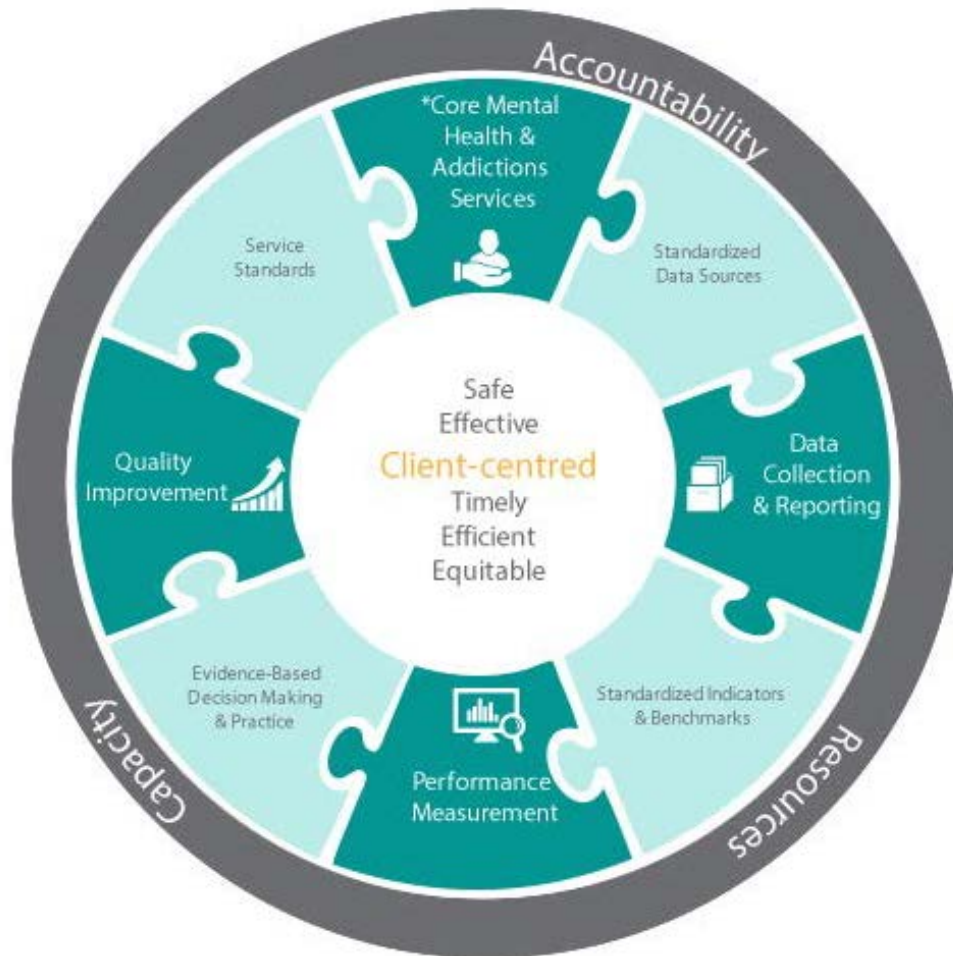 Accountability
*Core Mental
Health &
Addictions
Services
Standardized
Data Sources
Data
Collection
& Reporting
Standardized Indicators
& Benchmarks
Performance
Measurement
Evidence-Based
Decision Making
& Practice
Quality
Improvement
Service
Standards
Safe
Effective
Client-centred
Timely
Efficient
Equitable
Resources
Capacity